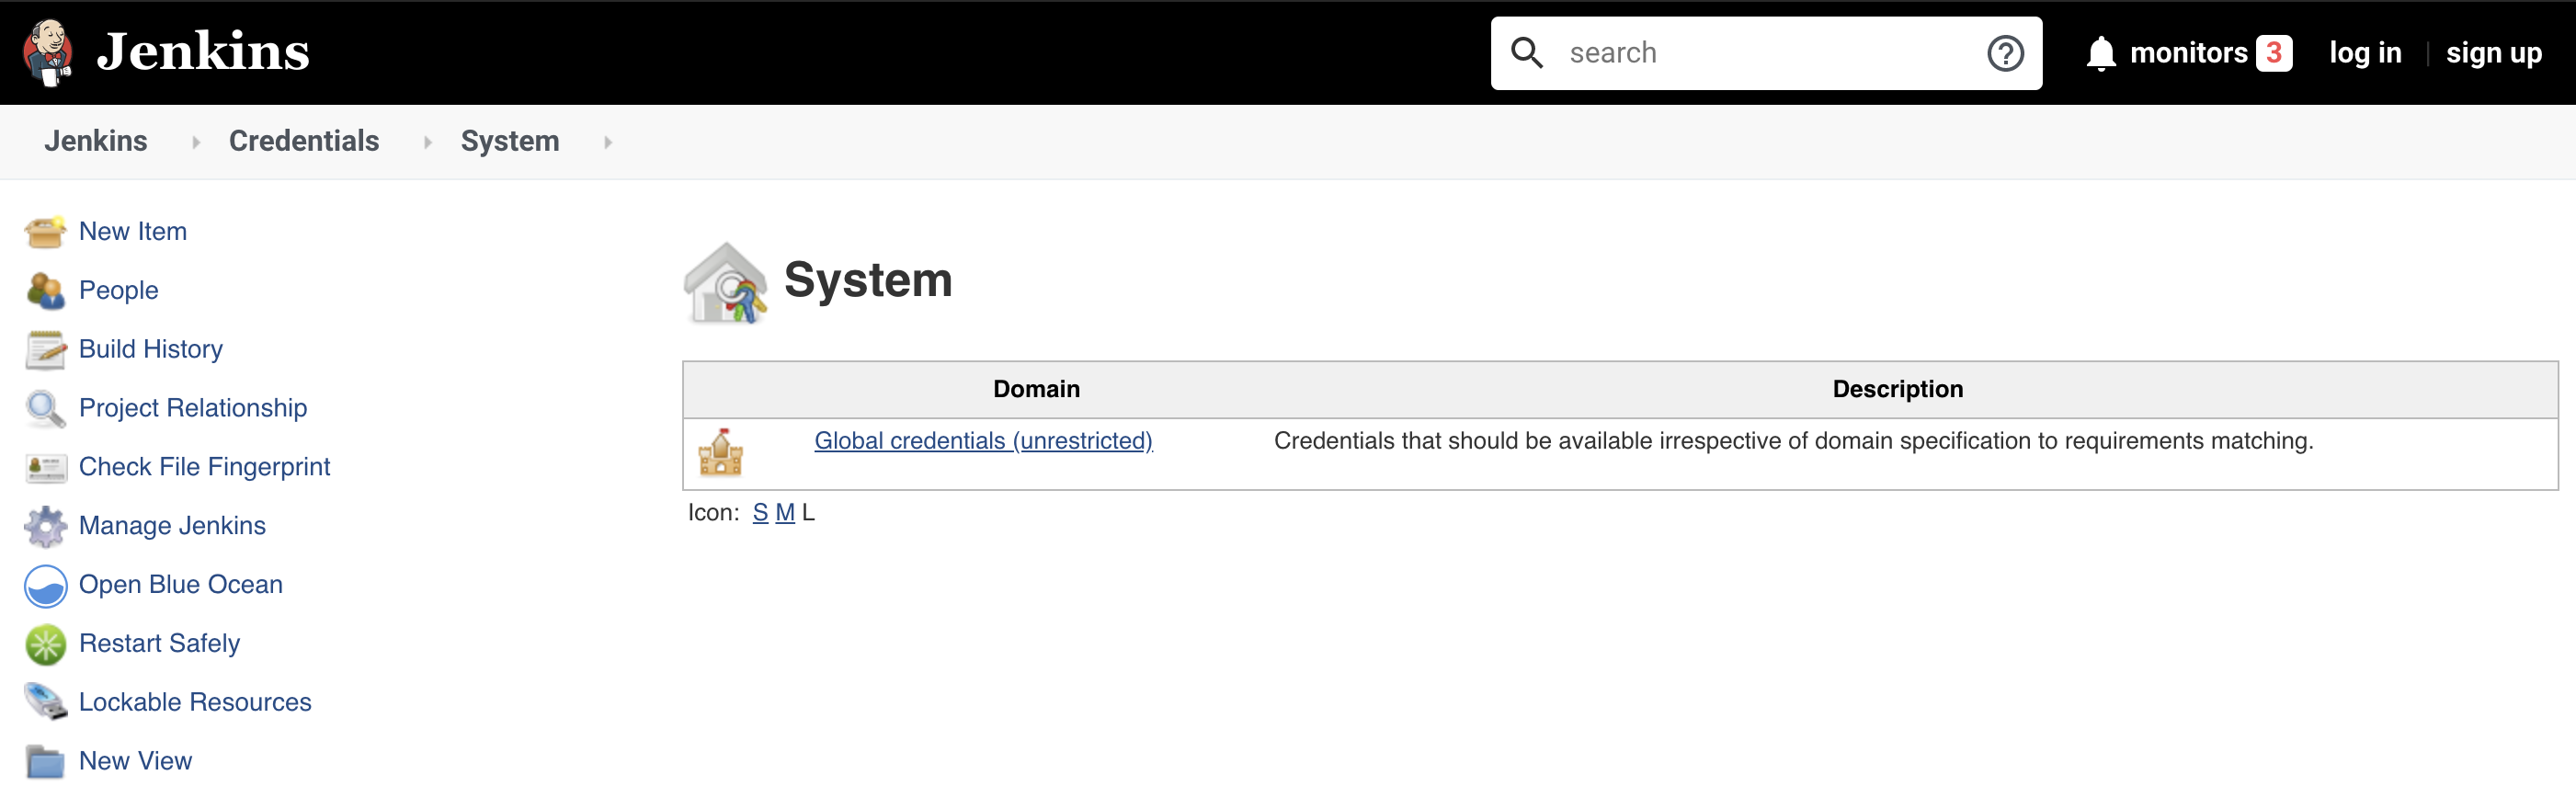 Jenkins
search
monitors 3 log in sign up
Jenkins Credentials System
New Item
People
Build History
Project Relationship
Check File Fingerprint
Manage Jenkins
Open Blue Ocean
Restart Safely
Lockable Resources
New View
System
Domain Description
Global credentials (unrestricted) Credentials that should be available irrespective of domain specification to requirements matching.
Icon: S M L